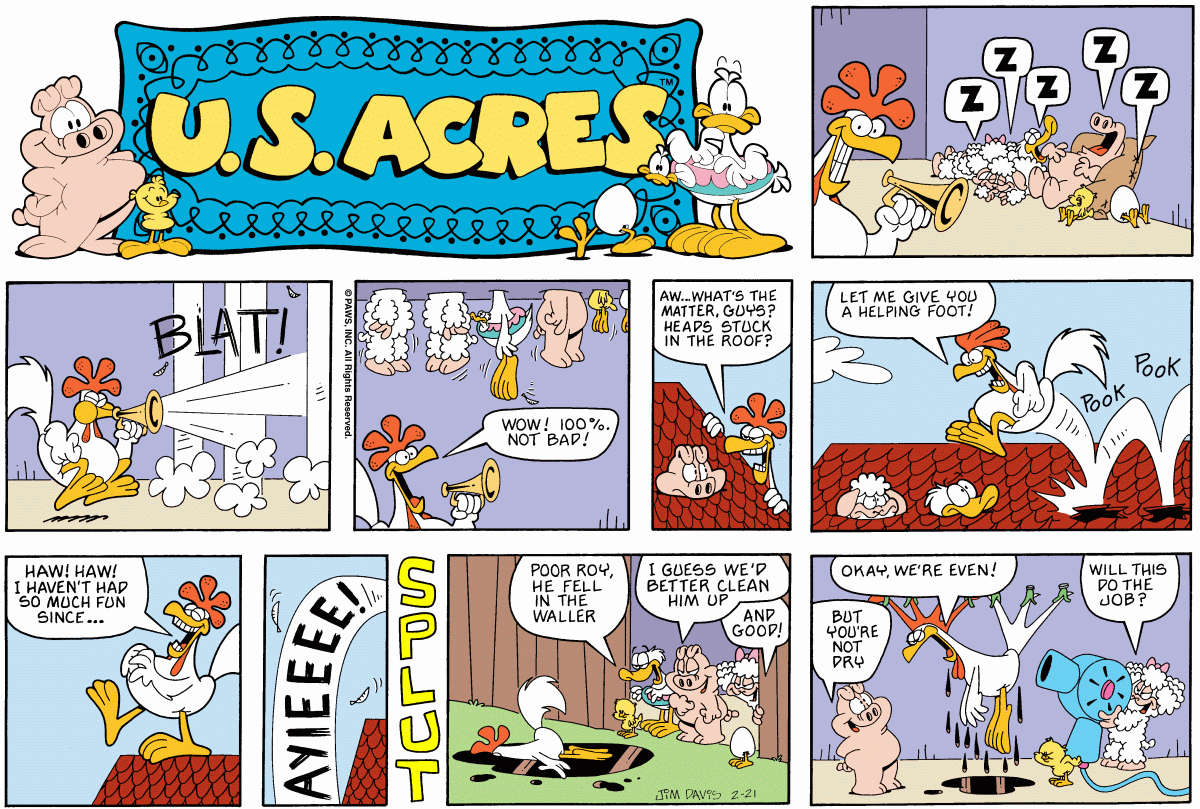 U.S. ACRES
TM
Z
Z
Z
Z
Z
BLAT!
© PAWS, INC. All Rights Reserved.
WOW! 100%.
NOT BAD!
AW...WHAT'S THE
MATTER, GUYS?
HEADS STUCK
IN THE ROOF?
LET ME GIVE YOU
A HELPING FOOT!
POOK
POOK
HAW! HAW!
I HAVEN'T HAD
SO MUCH FUN
SINCE...
AYIEEEE!
SPLUT
POOR ROY,
HE FELL
IN THE
WALLER
I GUESS WE'D
BETTER CLEAN
HIM UP
AND
GOOD!
JIM DAVIS 2-21
OKAY, WE'RE EVEN!
BUT
YOU'RE
NOT
DRY
WILL THIS
DO THE
JOB?